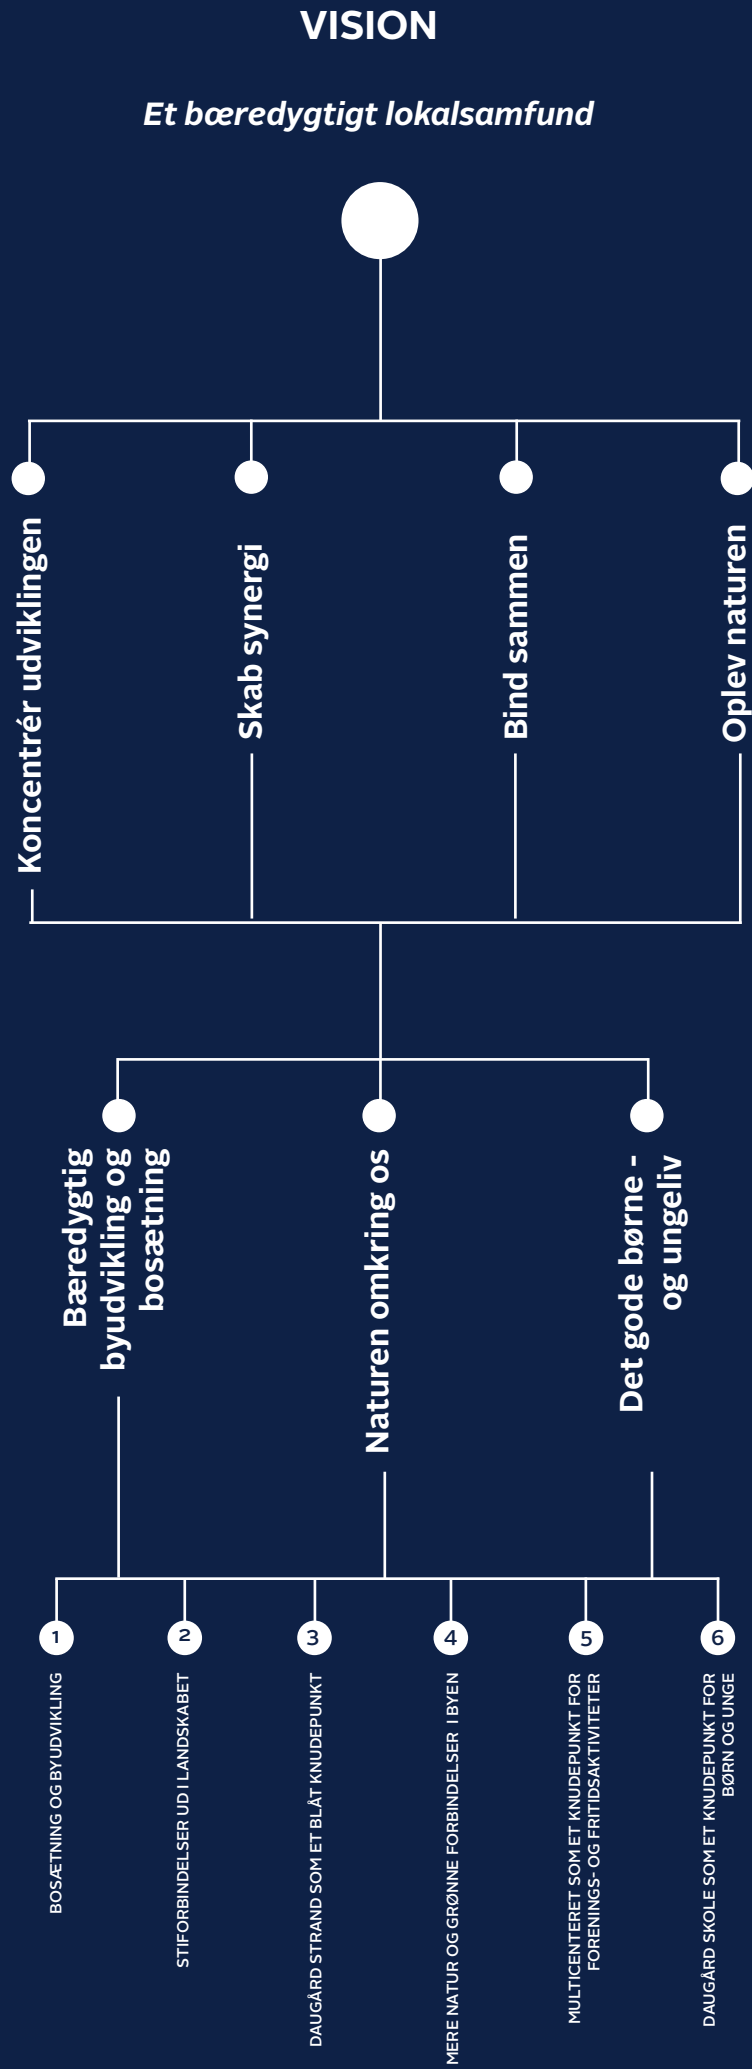 VISION
Et bæredygtigt lokalsamfund
Koncentrér udviklingen
Skab synergi
Bind sammen
Oplev naturen
Bæredygtig
byudvikling og
bosætning
Naturen omkring os
Det gode børne -
og ungeliv
1
BOSÆTNING OG BYUDVIKLING
2
STIFORBINDELSER UD I LANDSKABET
3
DAUGÅRD STRAND SOM ET BLÅT KNUDEPUNKT
4
MERE NATUR OG GRØNNE FORBINDELSER I BYEN
5
MULTICENTERET SOM ET KNUDEPUNKT FOR
FORENINGS- OG FRITIDSAKTIVITETER
6
DAUGÅRD SKOLE SOM ET KNUDEPUNKT FOR
BØRN OG UNGE